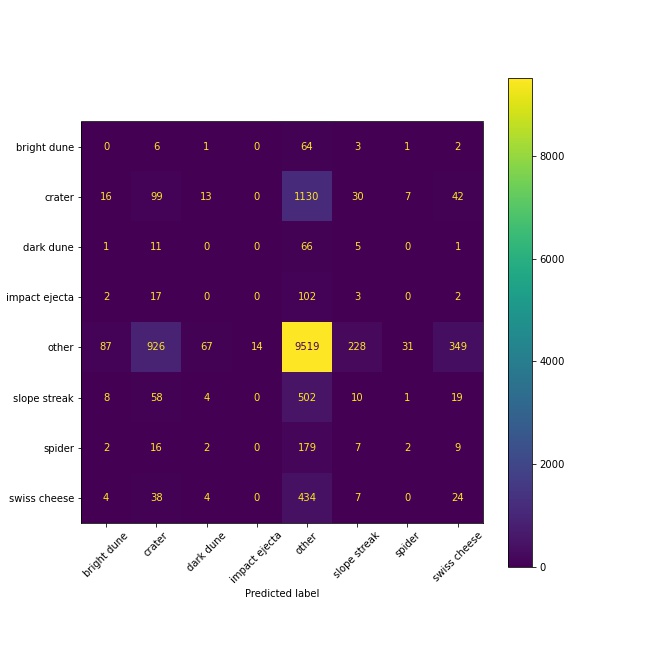 bright dune 0 6 1 0 64 3 1 2
crater 16 99 13 0 1130 30 7 42
dark dune 1 11 0 0 66 5 0 1
impact ejecta 2 17 0 0 102 3 0 2
other 87 926 67 14 9519 228 31 349
slope streak 8 58 4 0 502 10 1 19
spider 2 16 2 0 179 7 2 9
swiss cheese 4 38 4 0 434 7 0 24
bright dune crater dark dune impact ejecta other slope streak spider swiss cheese
Predicted label
8000
6000
4000
2000
0